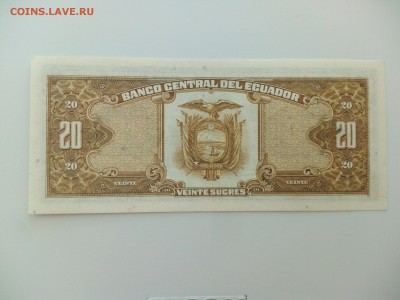 COINS.LAVE.RU
BANCO CENTRAL DEL ECUADOR
20 20
20 20
20 20
VEINTE VEINTE
VEINTE SUCRES